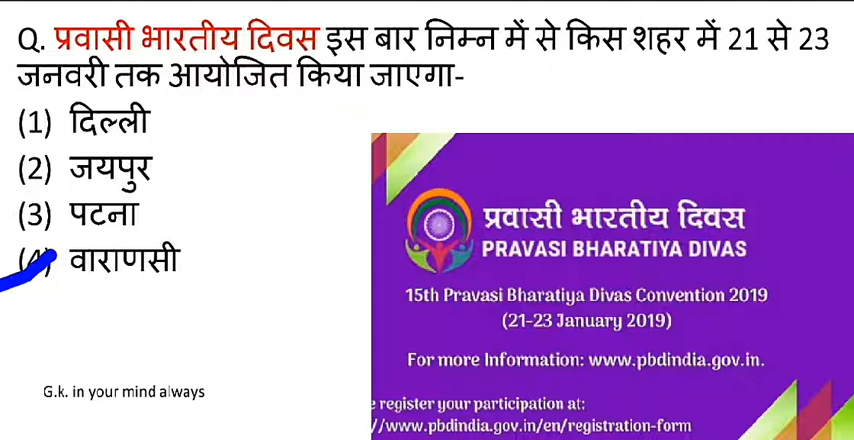 Q. प्रवासी भारतीय दिवस इस बार निम्न में से किस शहर में 21 से 23
जनवरी तक आयोजित किया जाएगा-
(1) दिल्ली
(2) जयपुर
(3) पटना
(4) वाराणसी
प्रवासी भारतीय दिवस
PRAVASI BHARATIYA DIVAS
15th Pravasi Bharatiya Divas Convention 2019
(21-23 January 2019)
For more Information: www.pbdindia.gov.in.
e register your participation at:
//www.pbdindia.gov.in/en/registration-form
G.k. in your mind always